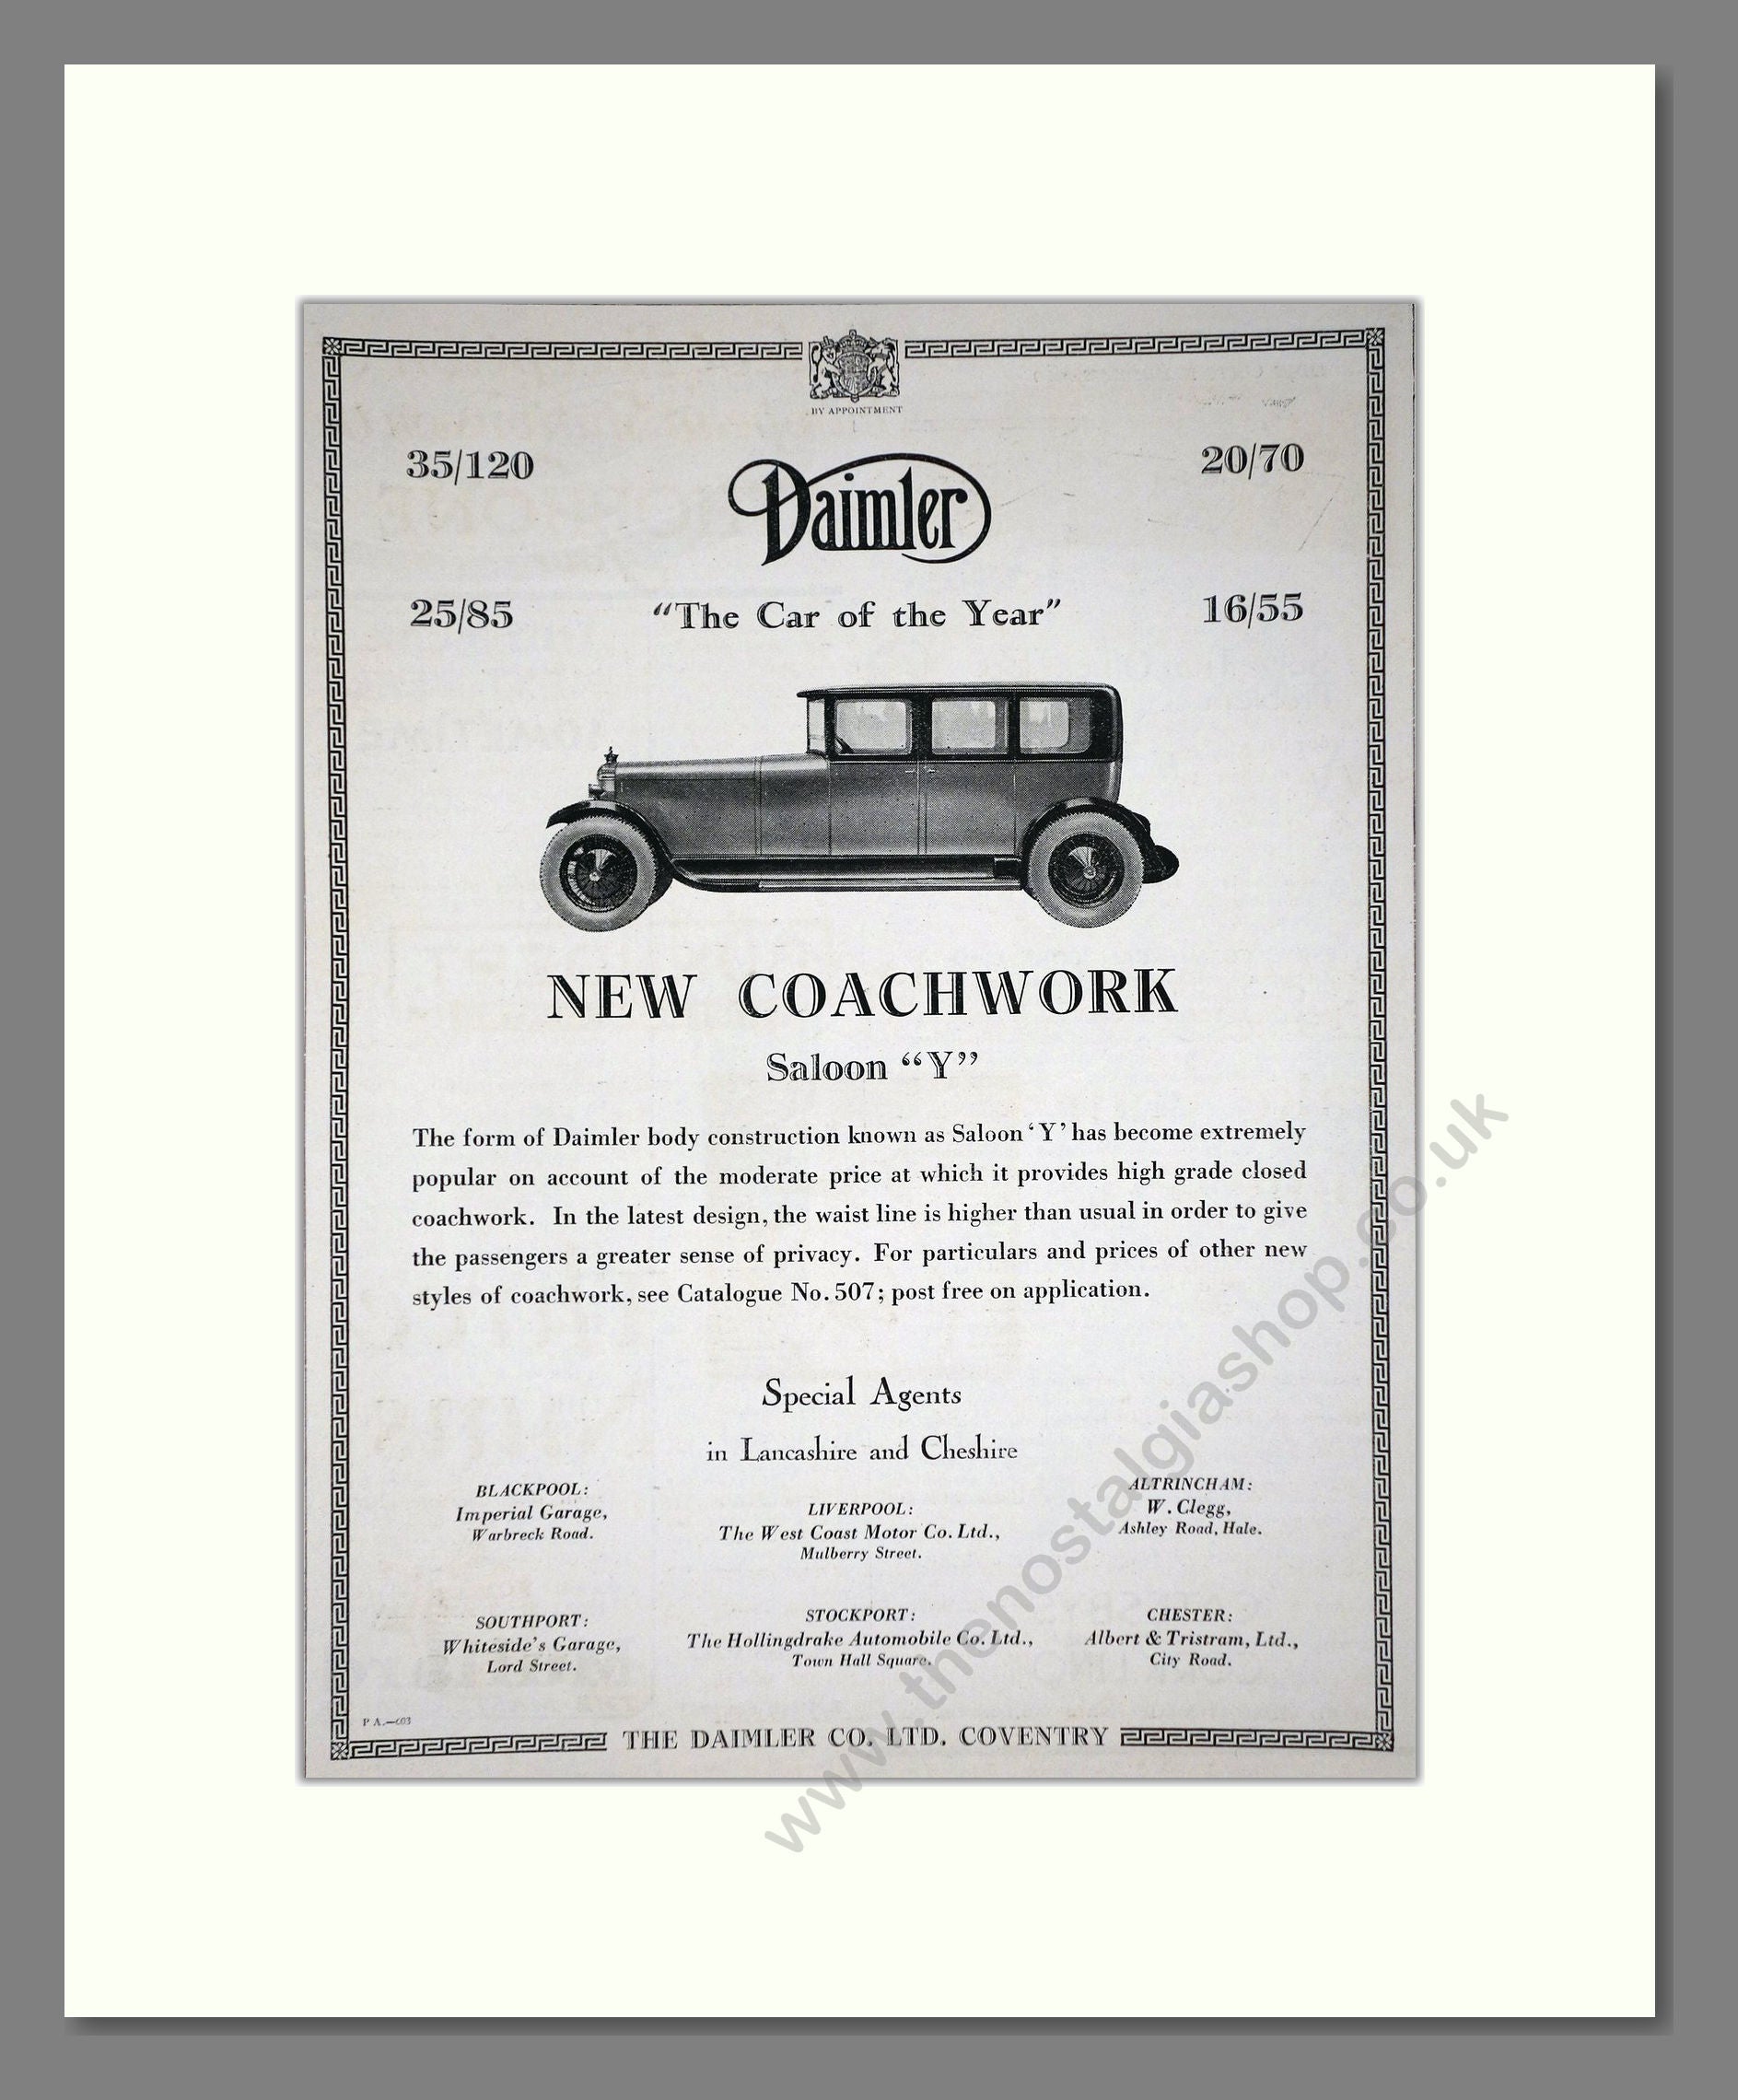 BY APPOINTMENT
35/120
20/70
Daimler
25/85
"The Car of the Year"
16/55
NEW COACHWORK
Saloon “Y”
The form of Daimler body construction known as Saloon ‘Y’ has become extremely
popular on account of the moderate price at which it provides high grade closed
coachwork. In the latest design, the waist line is higher than usual in order to give
the passengers a greater sense of privacy. For particulars and prices of other new
styles of coachwork, see Catalogue No. 507; post free on application.
Special Agents
in Lancashire and Cheshire
BLACKPOOL:
Imperial Garage,
Warbreck Road.
LIVERPOOL:
The West Coast Motor Co. Ltd.,
Mulberry Street.
ALTRINCHAM:
W. Clegg,
Ashley Road, Hale.
SOUTHPORT:
Whiteside's Garage,
Lord Street.
STOCKPORT:
The Hollingdrake Automobile Co. Ltd.,
Town Hall Square.
CHESTER:
Albert & Tristram, Ltd.,
City Road.
P A.—603
THE DAIMLER CO. LTD. COVENTRY
www.thenostalgiashop.co.uk